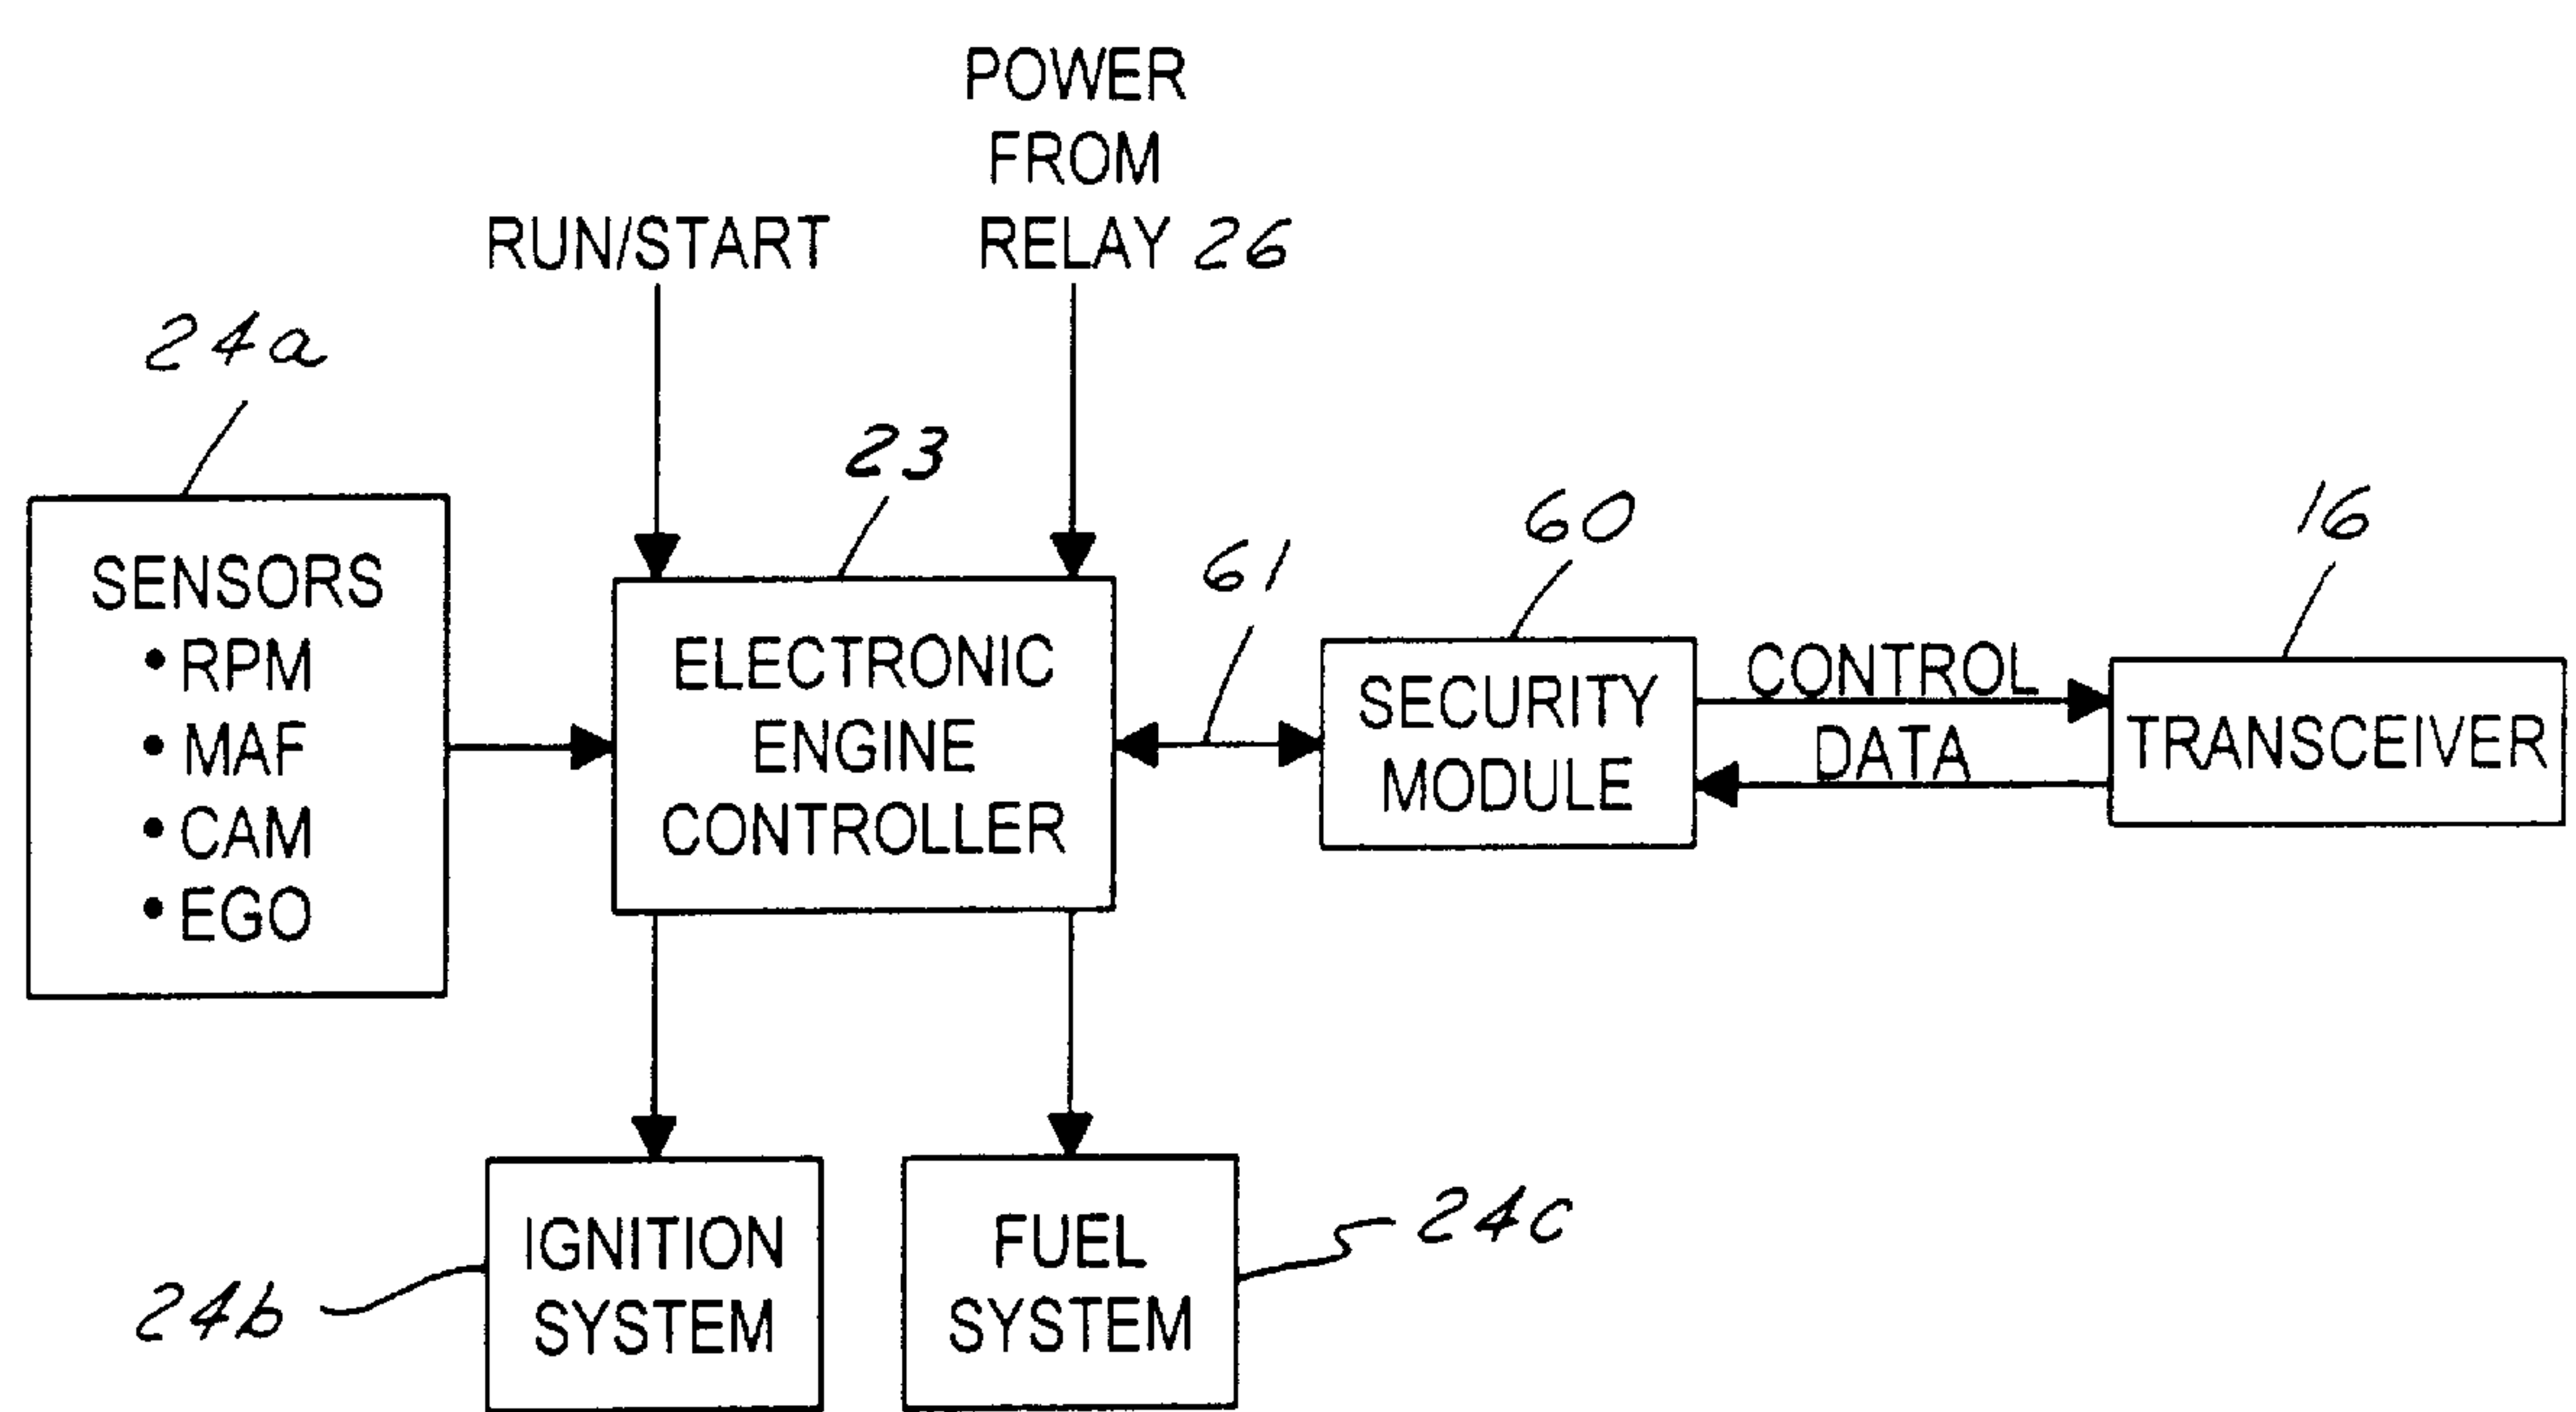 POWER
FROM
RELAY 26
RUN/START
24a
23
SENSORS
• RPM
• MAF
• CAM
• EGO
ELECTRONIC
ENGINE
CONTROLLER
61
60
SECURITY
MODULE
CONTROL
DATA
16
TRANSCEIVER
24b
IGNITION
SYSTEM
FUEL
SYSTEM
24c